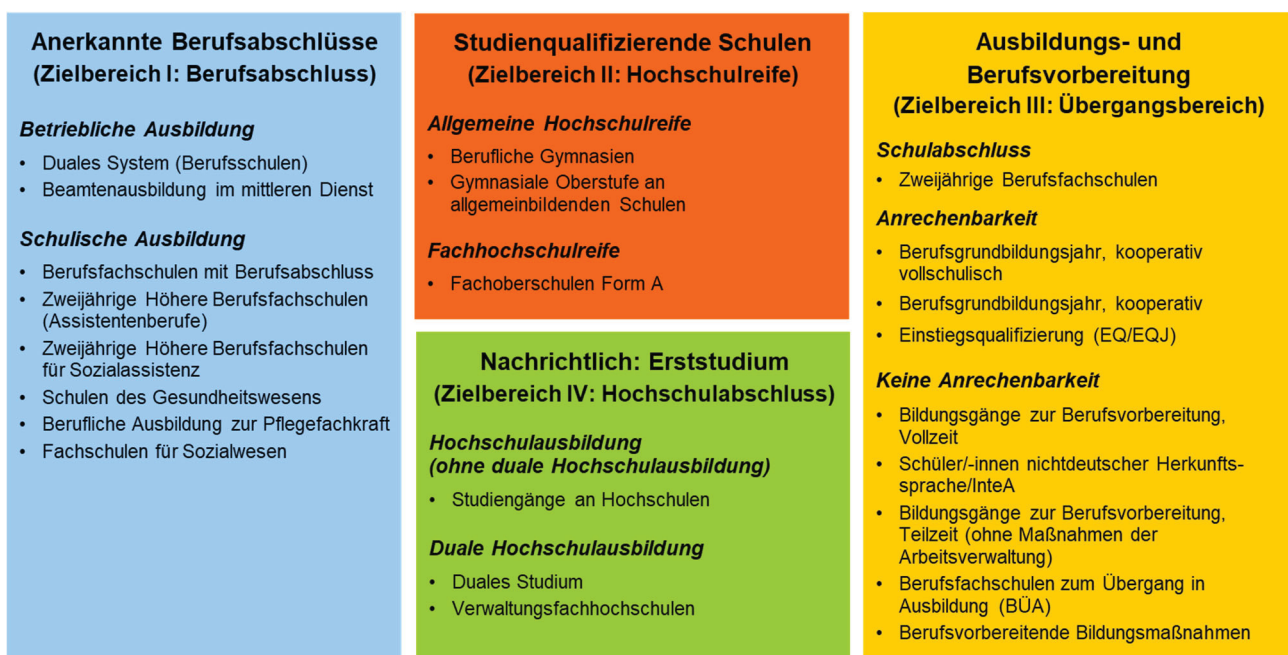 Anerkannte Berufsabschlüsse
(Zielbereich I: Berufsabschluss)
Betriebliche Ausbildung
• Duales System (Berufsschulen)
• Beamtenausbildung im mittleren Dienst
Schulische Ausbildung
• Berufsfachschulen mit Berufsabschluss
• Zweijährige Höhere Berufsfachschulen
(Assistentenberufe)
• Zweijährige Höhere Berufsfachschulen
für Sozialassistenz
• Schulen des Gesundheitswesens
• Berufliche Ausbildung zur Pflegefachkraft
• Fachschulen für Sozialwesen
Studienqualifizierende Schulen
(Zielbereich II: Hochschulreife)
Allgemeine Hochschulreife
• Berufliche Gymnasien
• Gymnasiale Oberstufe an
allgemeinbildenden Schulen
Fachhochschulreife
• Fachoberschulen Form A
Nachrichtlich: Erststudium
(Zielbereich IV: Hochschulabschluss)
Hochschulausbildung
(ohne duale Hochschulausbildung)
• Studiengänge an Hochschulen
Duale Hochschulausbildung
• Duales Studium
• Verwaltungsfachhochschulen
Ausbildungs- und
Berufsvorbereitung
(Zielbereich III: Übergangsbereich)
Schulabschluss
• Zweijährige Berufsfachschulen
Anrechenbarkeit
• Berufsgrundbildungsjahr, kooperativ
vollschulisch
• Berufsgrundbildungsjahr, kooperativ
• Einstiegsqualifizierung (EQ/EQJ)
Keine Anrechenbarkeit
• Bildungsgänge zur Berufsvorbereitung,
Vollzeit
• Schüler/-innen nichtdeutscher Herkunfts-
sprache/InteA
• Bildungsgänge zur Berufsvorbereitung,
Teilzeit (ohne Maßnahmen der
Arbeitsverwaltung)
• Berufsfachschulen zum Übergang in
Ausbildung (BÜA)
• Berufsvorbereitende Bildungsmaßnahmen